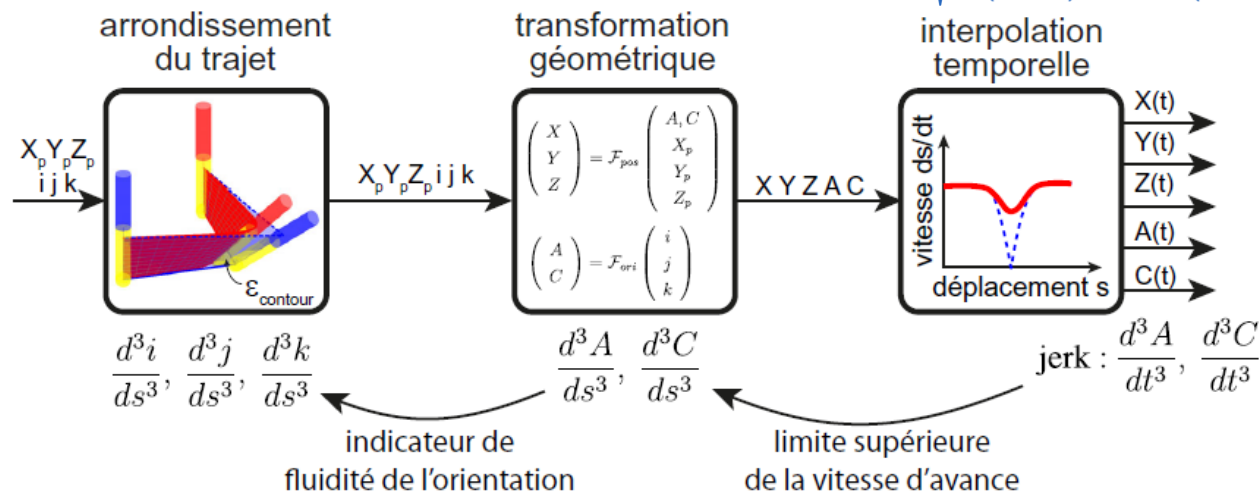 arrondissement
du trajet
transformation
géométrique
interpolation
temporelle
X_p Y_p Z_p
i j k
ε_contour
X_p Y_p Z_p i j k
( X Y Z ) = F_pos ( A, C X_p Y_p Z_p )
( A C ) = F_ori ( i j k )
X Y Z A C
vitesse ds/dt
déplacement s
X(t)
Y(t)
Z(t)
A(t)
C(t)
d³i/ds³, d³j/ds³, d³k/ds³
d³A/ds³, d³C/ds³
jerk : d³A/dt³, d³C/dt³
indicateur de
fluidité de l'orientation
limite supérieure
de la vitesse d'avance